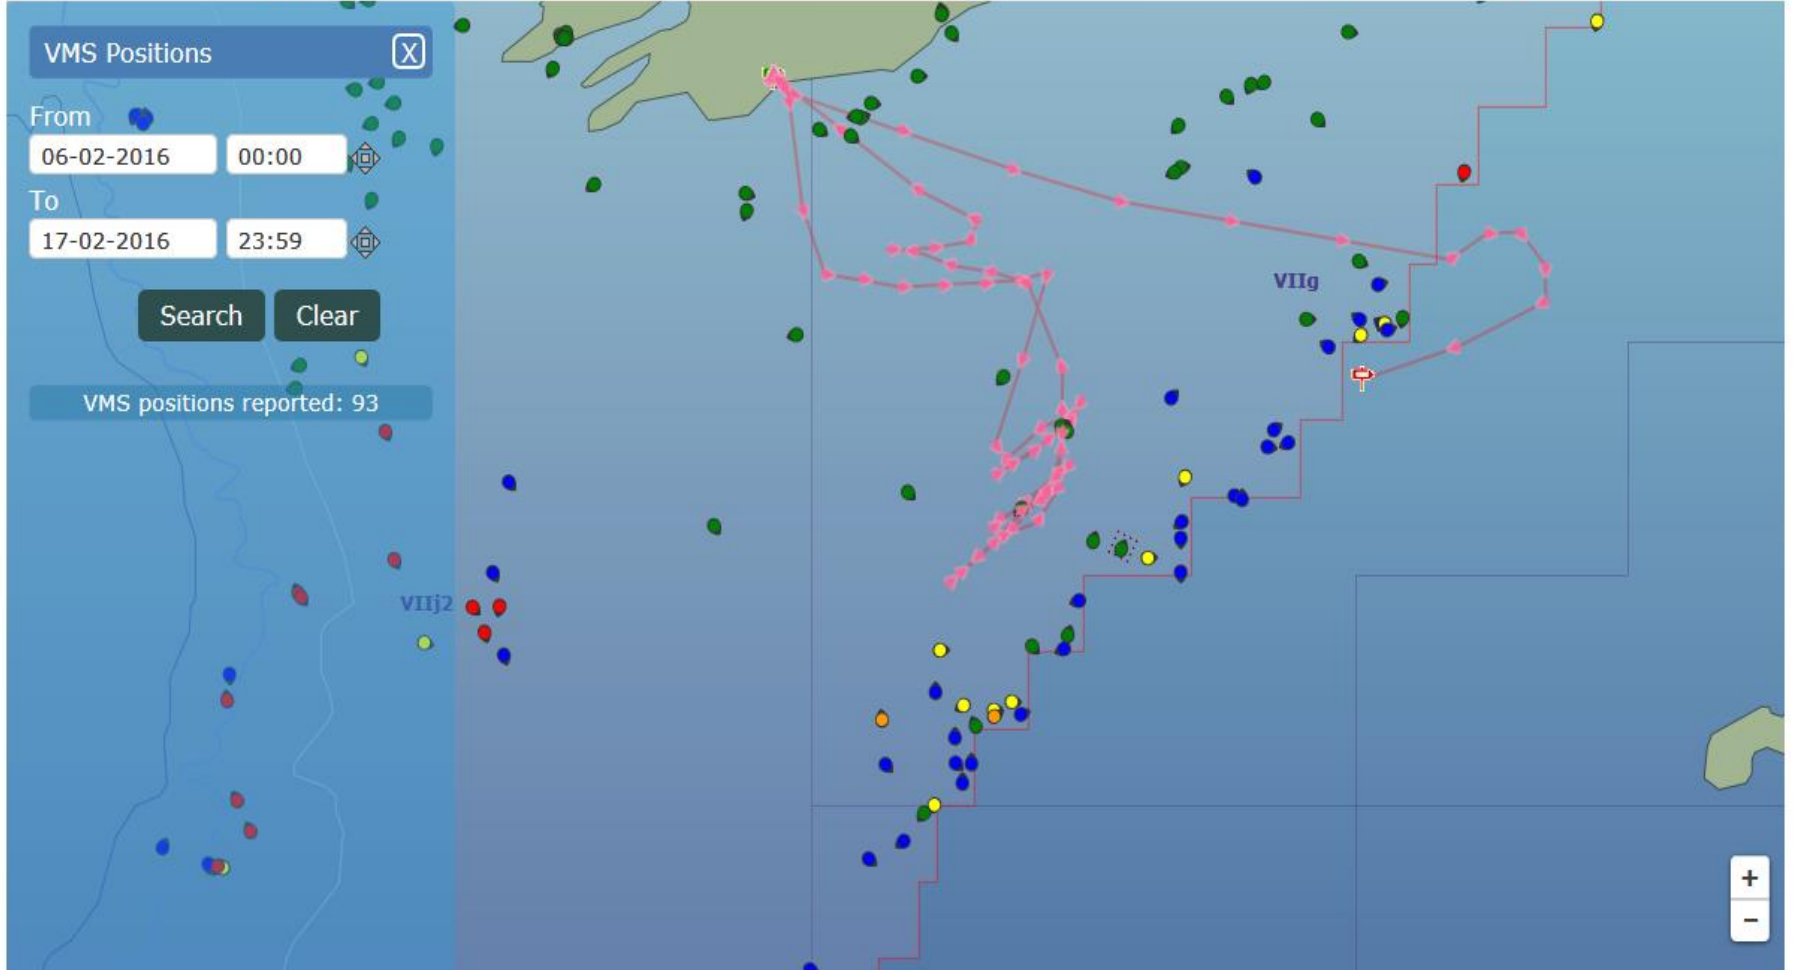 VMS Positions X
From
06-02-2016 00:00
To
17-02-2016 23:59
Search Clear
VMS positions reported: 93
VIIg
VIIj2
+
−